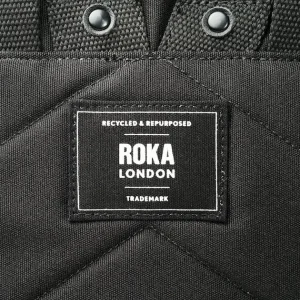 RECYCLED & REPURPOSED
ROKA
LONDON
TRADEMARK